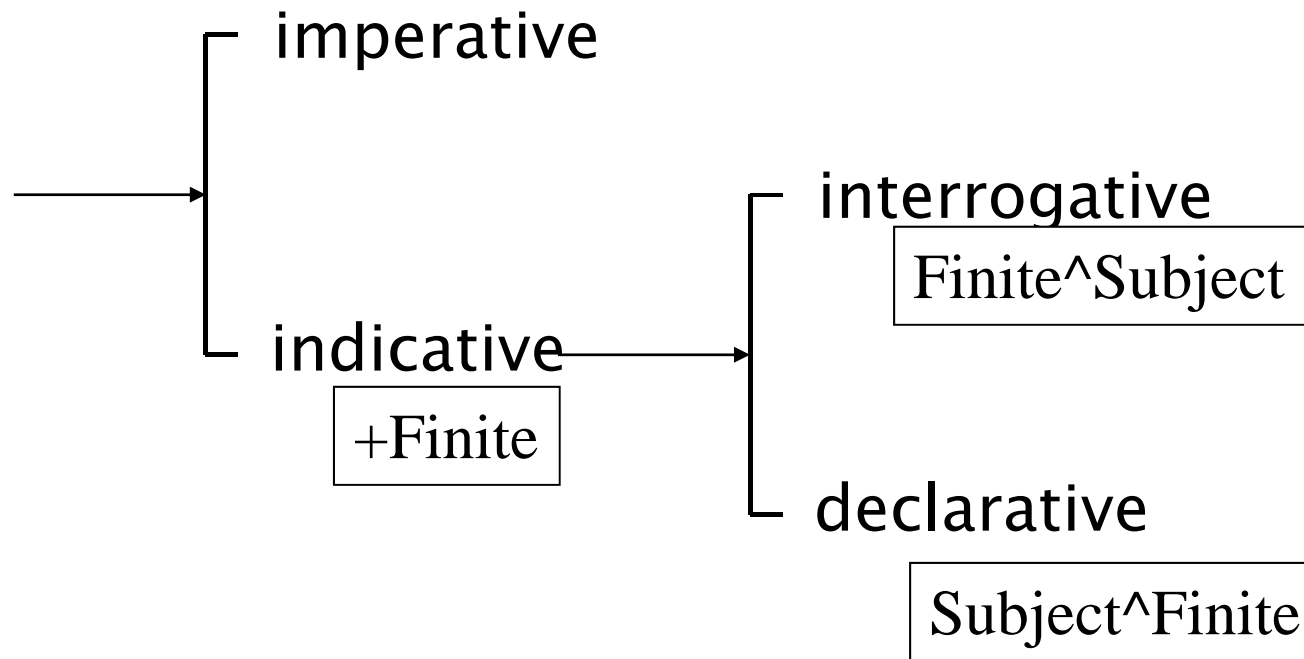 imperative
interrogative
Finite^Subject
indicative
+Finite
declarative
Subject^Finite